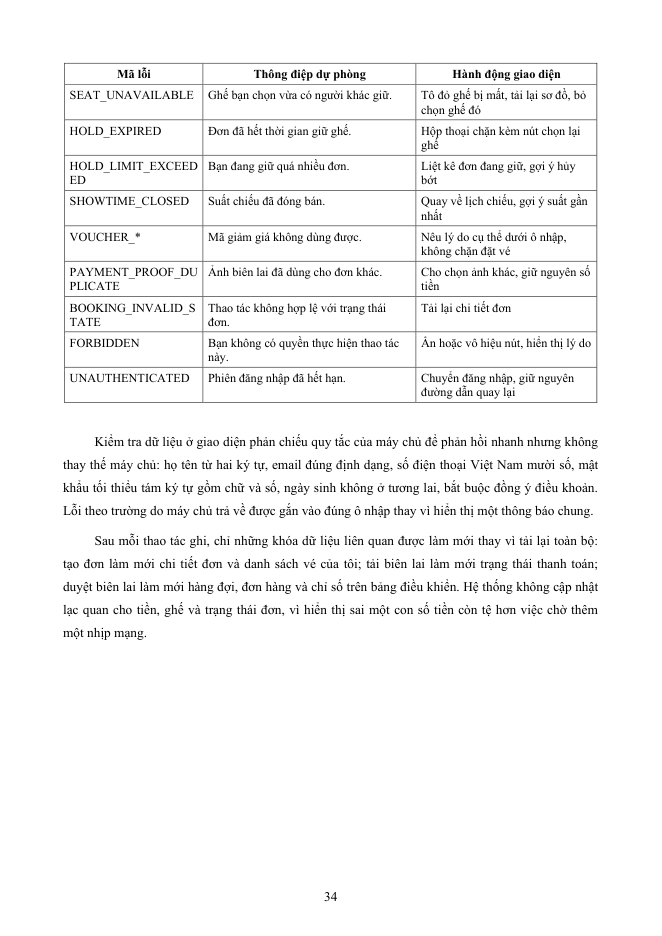 Mã lỗi
Thông điệp dự phòng
Hành động giao diện
SEAT_UNAVAILABLE
Ghế bạn chọn vừa có người khác giữ.
Tô đỏ ghế bị mất, tải lại sơ đồ, bỏ
chọn ghế đó
HOLD_EXPIRED
Đơn đã hết thời gian giữ ghế.
Hộp thoại chặn kèm nút chọn lại
ghế
HOLD_LIMIT_EXCEED
ED
Bạn đang giữ quá nhiều đơn.
Liệt kê đơn đang giữ, gợi ý hủy
bớt
SHOWTIME_CLOSED
Suất chiếu đã đóng bán.
Quay về lịch chiếu, gợi ý suất gần
nhất
VOUCHER_*
Mã giảm giá không dùng được.
Nêu lý do cụ thể dưới ô nhập,
không chặn đặt vé
PAYMENT_PROOF_DU
PLICATE
Ảnh biên lai đã dùng cho đơn khác.
Cho chọn ảnh khác, giữ nguyên số
tiền
BOOKING_INVALID_S
TATE
Thao tác không hợp lệ với trạng thái
đơn.
Tải lại chi tiết đơn
FORBIDDEN
Bạn không có quyền thực hiện thao tác
này.
Ẩn hoặc vô hiệu nút, hiển thị lý do
UNAUTHENTICATED
Phiên đăng nhập đã hết hạn.
Chuyển đăng nhập, giữ nguyên
đường dẫn quay lại
Kiểm tra dữ liệu ở giao diện phản chiếu quy tắc của máy chủ để phản hồi nhanh nhưng không
thay thế máy chủ: họ tên từ hai ký tự, email đúng định dạng, số điện thoại Việt Nam mười số, mật
khẩu tối thiểu tám ký tự gồm chữ và số, ngày sinh không ở tương lai, bắt buộc đồng ý điều khoản.
Lỗi theo trường do máy chủ trả về được gắn vào đúng ô nhập thay vì hiển thị một thông báo chung.
Sau mỗi thao tác ghi, chỉ những khóa dữ liệu liên quan được làm mới thay vì tải lại toàn bộ:
tạo đơn làm mới chi tiết đơn và danh sách vé của tôi; tải biên lai làm mới trạng thái thanh toán;
duyệt biên lai làm mới hàng đợi, đơn hàng và chỉ số trên bảng điều khiển. Hệ thống không cập nhật
lạc quan cho tiền, ghế và trạng thái đơn, vì hiển thị sai một con số tiền còn tệ hơn việc chờ thêm
một nhịp mạng.
34